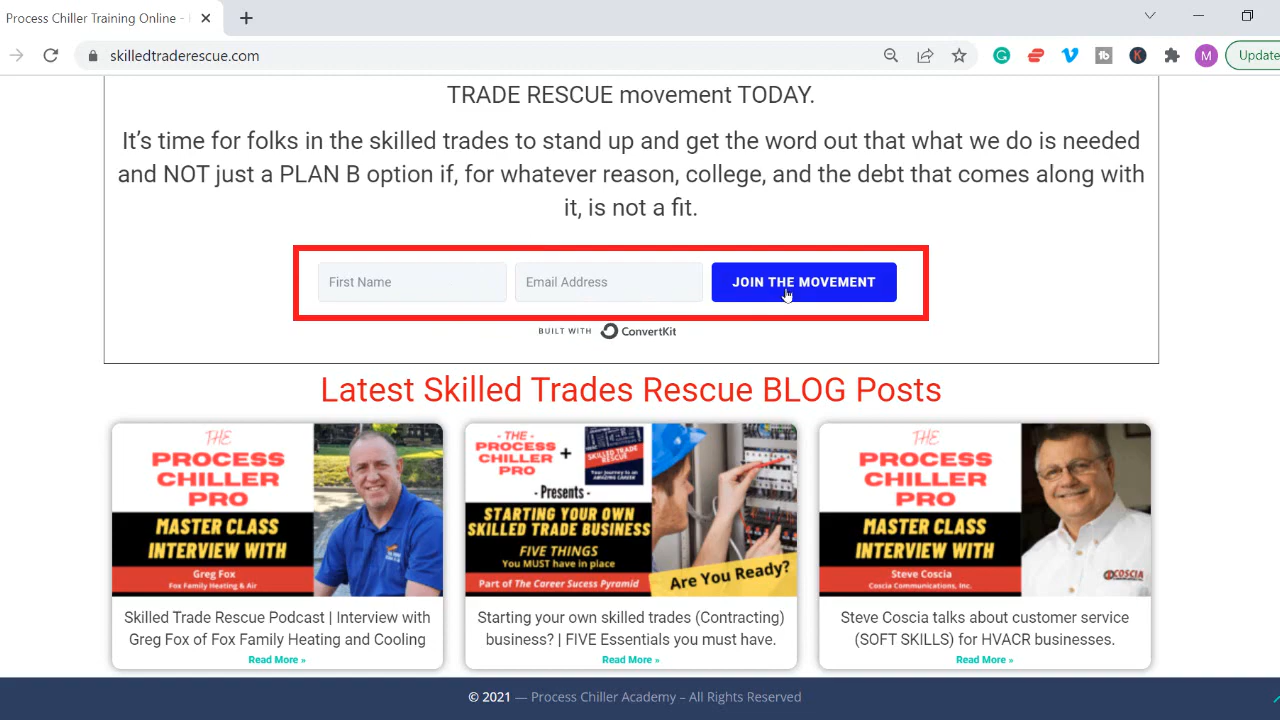 Process Chiller Training Online -
skilledtraderescue.com
M
Update
TRADE RESCUE movement TODAY.
It's time for folks in the skilled trades to stand up and get the word out that what we do is needed
and NOT just a PLAN B option if, for whatever reason, college, and the debt that comes along with
it, is not a fit.
First Name
Email Address
JOIN THE MOVEMENT
BUILT WITH ConvertKit
Latest Skilled Trades Rescue BLOG Posts
THE
PROCESS
CHILLER
PRO
MASTER CLASS
INTERVIEW WITH
Greg Fox
Fox Family Heating & Air
Skilled Trade Rescue Podcast | Interview with
Greg Fox of Fox Family Heating and Cooling
Read More »
- THE -
PROCESS
CHILLER
PRO
+
SKILLED TRADE
RESCUE
Your Journey to an
AMAZING CAREER
- Presents -
STARTING YOUR OWN
SKILLED TRADE BUSINESS
FIVE THINGS
You MUST have in place
Part of The Career Sucess Pyramid
Are You Ready?
Starting your own skilled trades (Contracting)
business? | FIVE Essentials you must have.
Read More »
THE
PROCESS
CHILLER
PRO
MASTER CLASS
INTERVIEW WITH
Steve Coscia
Coscia Communications, Inc.
COSCIA
Steve Coscia talks about customer service
(SOFT SKILLS) for HVACR businesses.
Read More »
© 2021 — Process Chiller Academy – All Rights Reserved